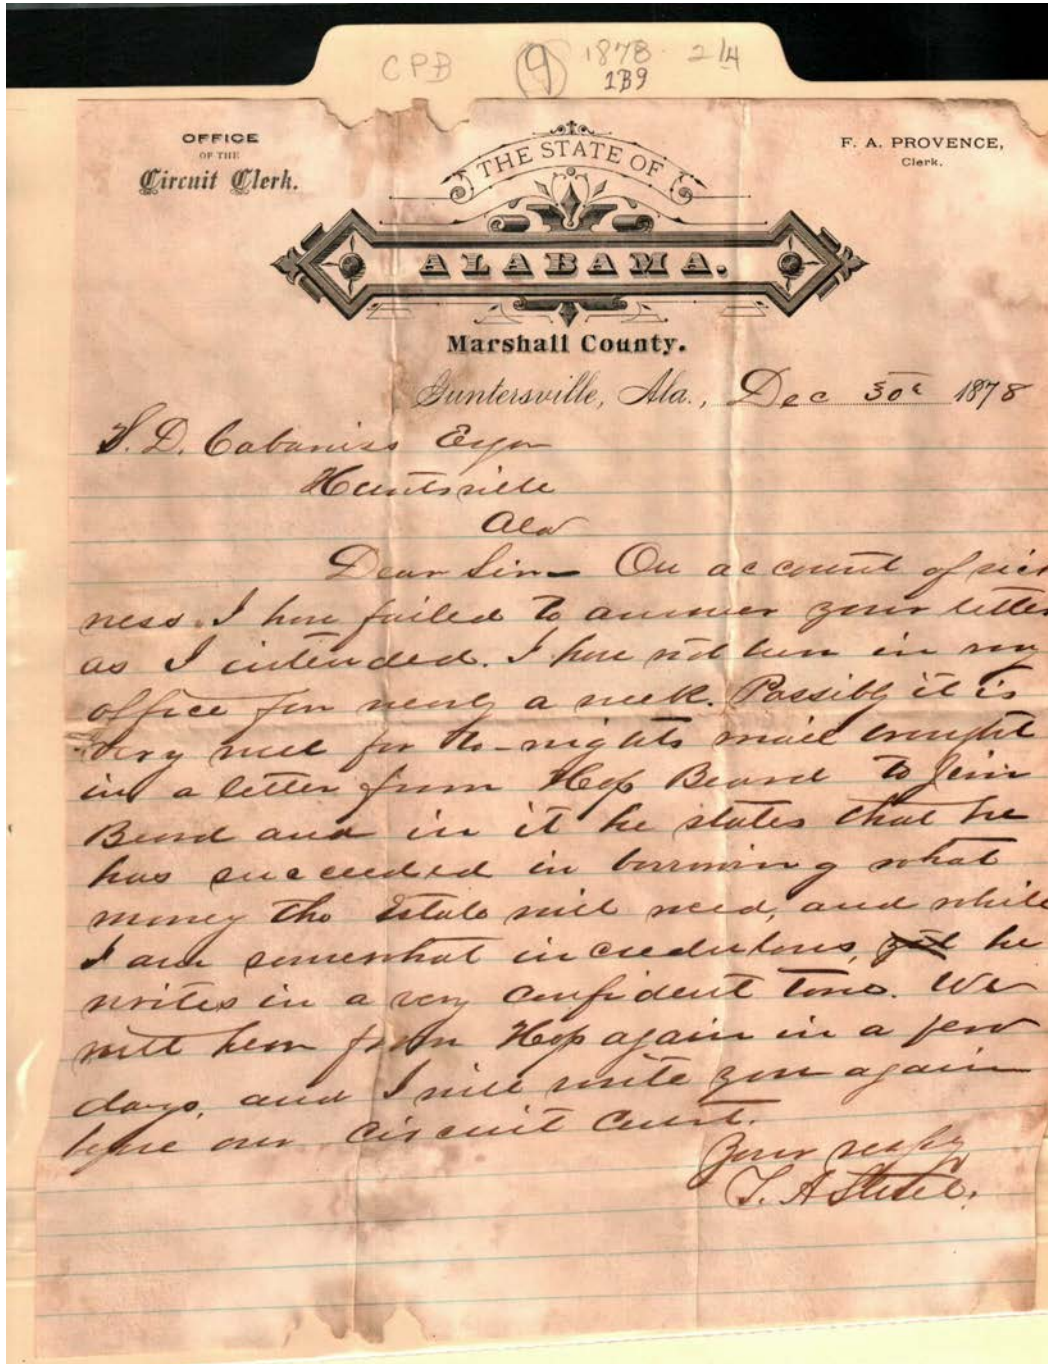 CPB 9 1878 2/4
1B9
OFFICE
OF THE
Circuit Clerk.
F. A. PROVENCE,
Clerk.
THE STATE OF
ALABAMA.
Marshall County.
Guntersville, Ala., Dec 30th 1878
S. D. Cabaniss Esqr
Huntsville
Ala
Dear Sir— On account of sick
ness. I have failed to answer your letter
as I intended. I have not been in my
office for nearly a week. Possibly it is
very well for to-nights mail brought
in a letter from Hop Beard to Jim
Beard and in it he states that he
has succeeded in borrowing what
money the Estate will need, and while
I am somewhat incredulous, yet he
writes in a very confident tone. We
will hear from Hop again in a few
days, and I will write you again
before our circuit court.
Your respy
T. A Street.